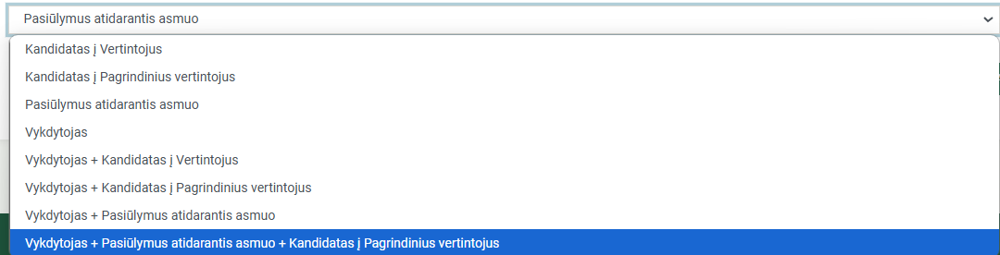 Pasiūlymus atidarantis asmuo
Kandidatas į Vertintojus
Kandidatas į Pagrindinius vertintojus
Pasiūlymus atidarantis asmuo
Vykdytojas
Vykdytojas + Kandidatas į Vertintojus
Vykdytojas + Kandidatas į Pagrindinius vertintojus
Vykdytojas + Pasiūlymus atidarantis asmuo
Vykdytojas + Pasiūlymus atidarantis asmuo + Kandidatas į Pagrindinius vertintojus